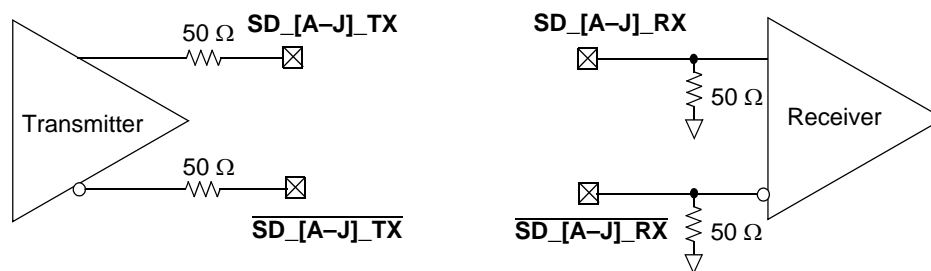 50 Ω
SD_[A–J]_TX
Transmitter
50 Ω
SD_[A–J]_TX
SD_[A–J]_RX
50 Ω
Receiver
SD_[A–J]_RX
50 Ω